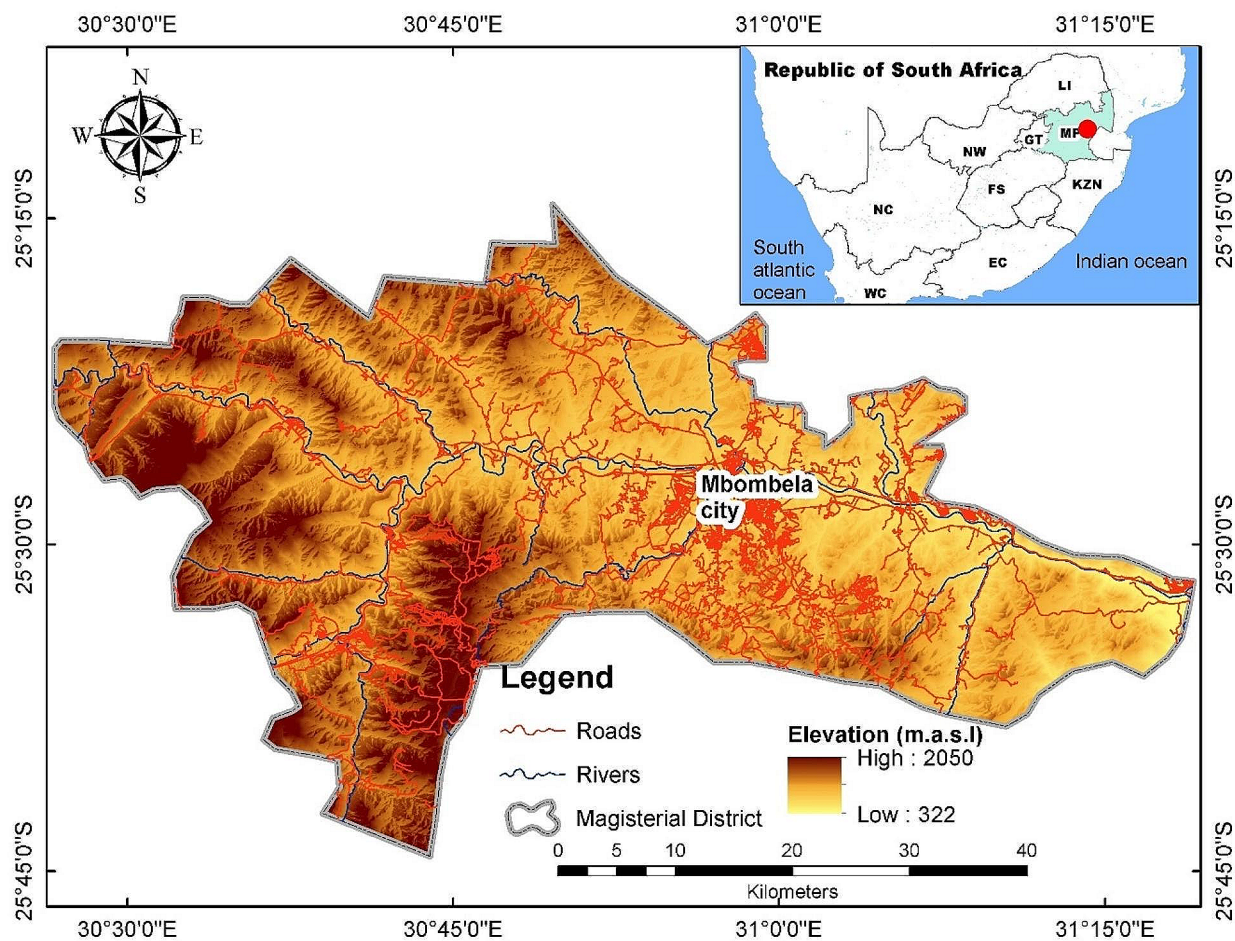 30°30'0"E 30°45'0"E 31°0'0"E 31°15'0"E
N
W E
S
Republic of South Africa
LI
MP
GT
NW
FS
KZN
NC
EC
WC
South
atlantic
ocean
Indian ocean
25°15'0"S 25°15'0"S
Mbombela
city
25°30'0"S 25°30'0"S
Legend
Roads
Rivers
Magisterial District
Elevation (m.a.s.l)
High : 2050
Low : 322
0 5 10 20 30 40
Kilometers
25°45'0"S 25°45'0"S
30°30'0"E 30°45'0"E 31°0'0"E 31°15'0"E